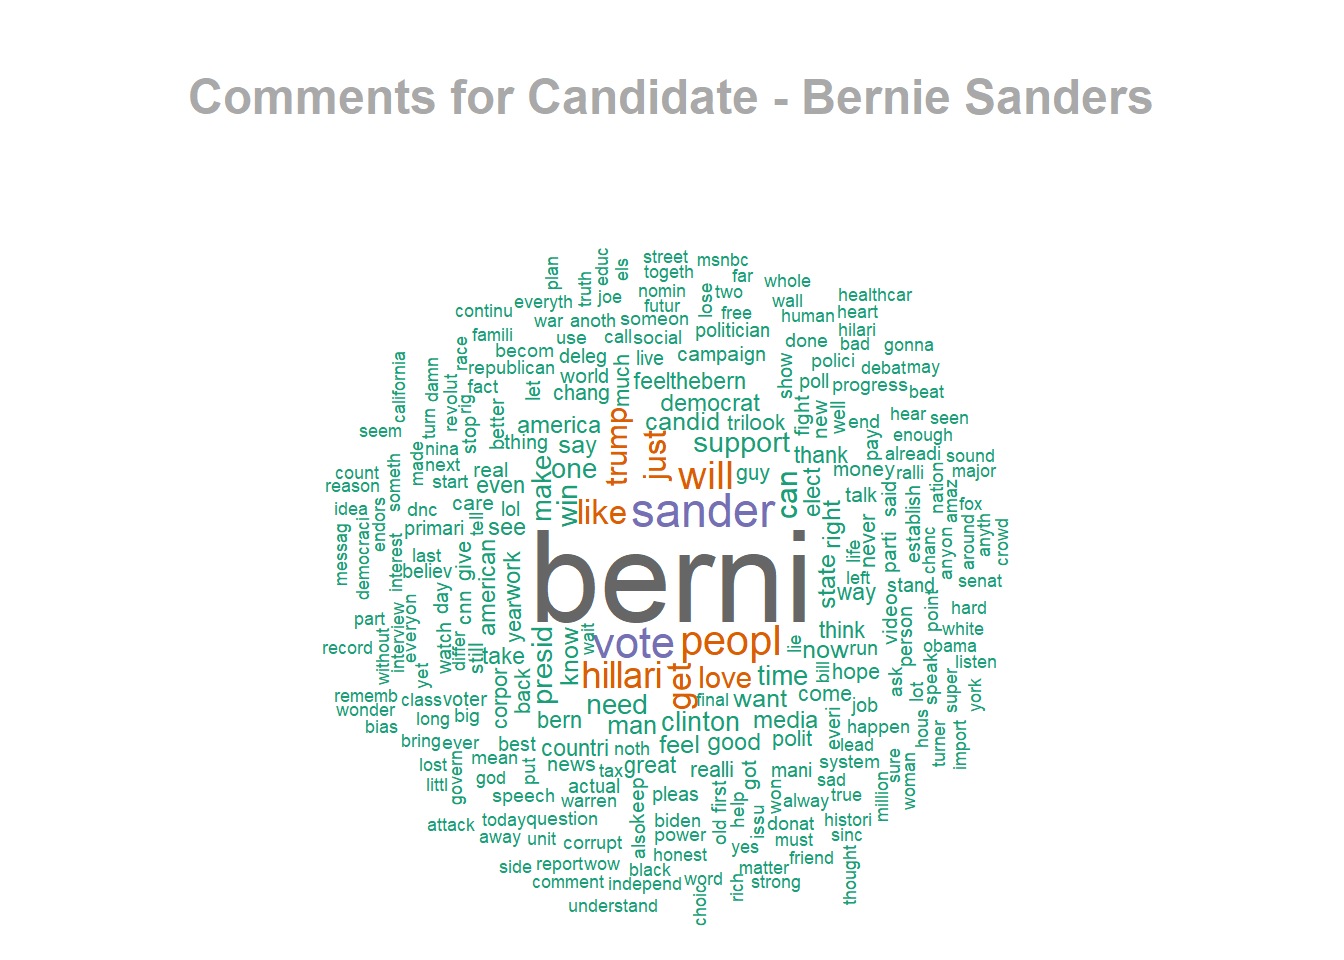 Comments for Candidate - Bernie Sanders
street
msnbc
plan
truth
educ
els
togeth
far
whole
healthcar
everyth
joe
nomin
lose
two
wall
heart
continu
war
anoth
someon
futur
free
human
hilari
famili
use
call
social
politician
done
bad
gonna
race
becom
deleg
live
campaign
show
polici
debat
may
california
damn
republican
world
much
feelthebern
poll
progress
beat
revolut
fact
let
chang
rig
turn
stop
better
america
trump
democrat
candid
trilook
fight
new
well
end
hear
seen
seem
nina
thing
say
just
support
thank
pay
enough
alreadi
sound
made
next
real
one
will
guy
money
ralli
major
count
reason
someth
start
even
make
win
like
sander
can
elect
talk
said
nation
amaz
fox
idea
endors
dnc
care
lol
tell
see
primari
right
never
establish
chanc
anyon
around
anyth
crowd
messag
democraci
interest
last
believ
give
american
work
year
berni
state
life
left
way
parti
stand
senat
day
cnn
part
record
without
interview
everyon
watch
differ
still
take
presid
know
wait
vote
peopl
lie
think
now
run
video
person
point
hard
white
obama
listen
yet
hillari
get
love
time
bill
hope
ask
speak
super
york
rememb
wonder
bias
class
voter
corpor
back
need
final
want
come
job
lot
long
big
bern
man
clinton
media
everi
happen
hous
turner
import
bring
ever
best
countri
noth
feel
good
polit
lead
lost
littl
govern
mean
god
put
news
tax
great
realli
got
mani
system
sad
sure
woman
million
speech
actual
warren
also
keep
pleas
old
first
help
issu
won
alway
true
attack
today
question
biden
donat
histori
away
unit
corrupt
power
yes
must
sinc
side
report
wow
black
honest
matter
friend
thought
comment
independ
word
rich
strong
understand
choic